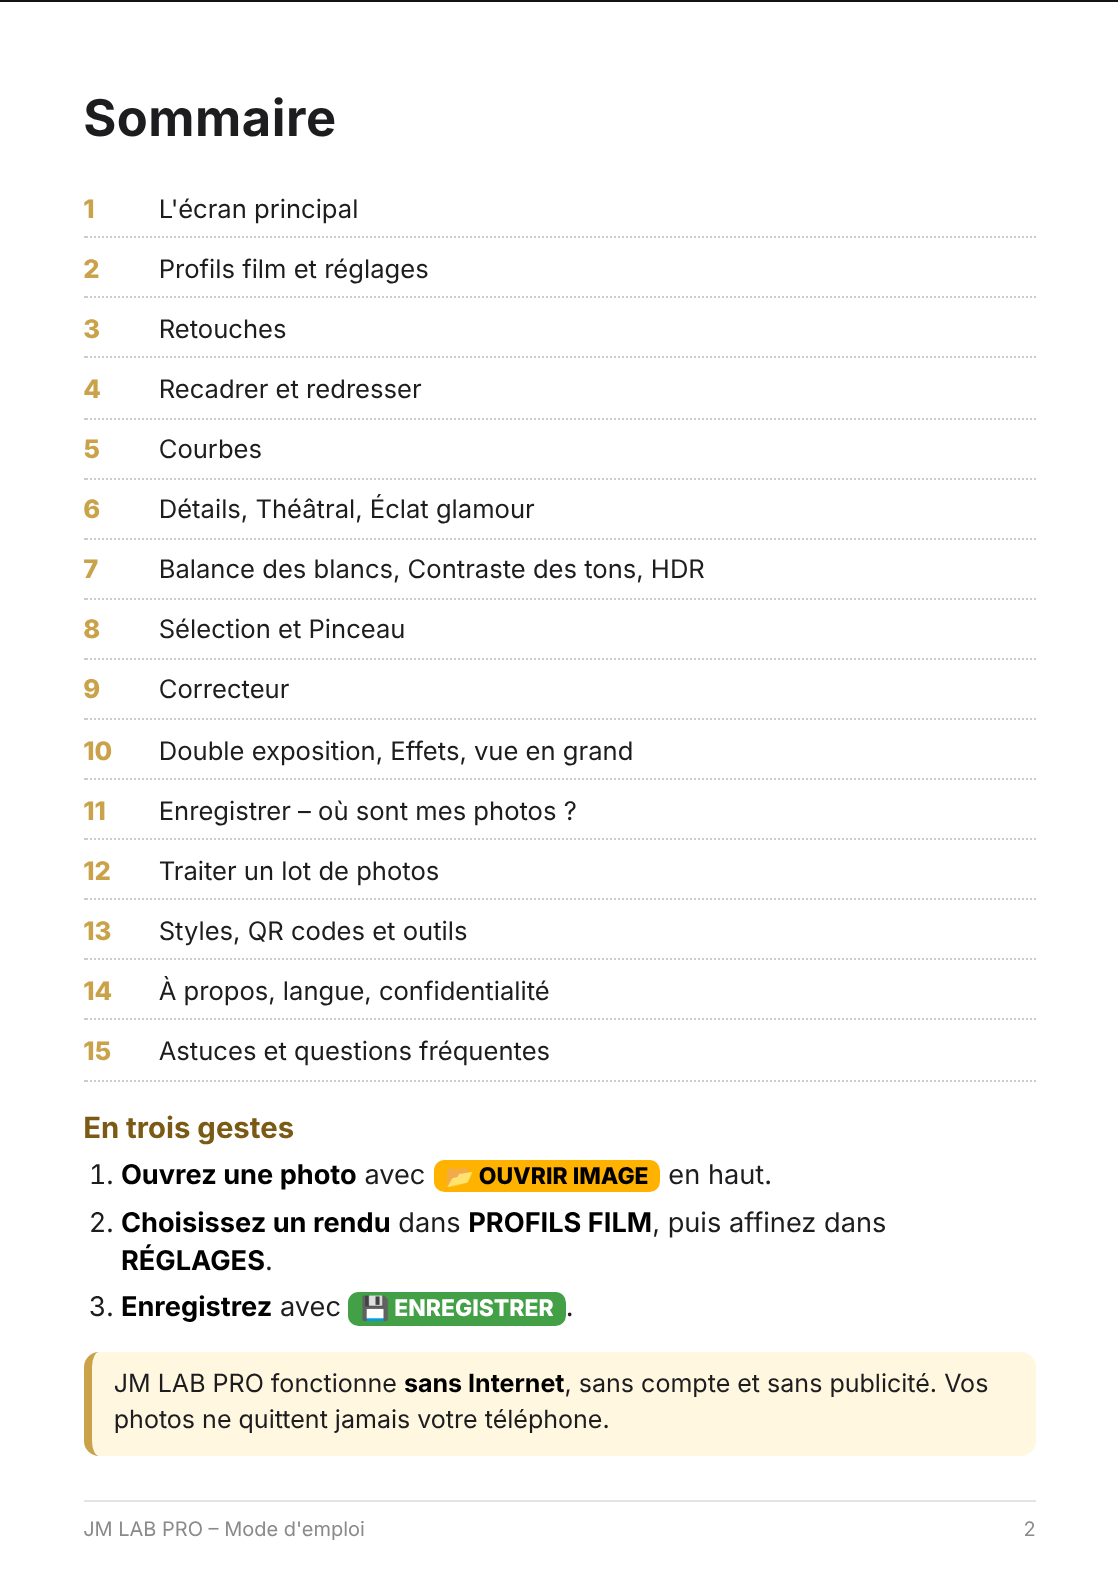 Sommaire
1 L'écran principal
2 Profils film et réglages
3 Retouches
4 Recadrer et redresser
5 Courbes
6 Détails, Théâtral, Éclat glamour
7 Balance des blancs, Contraste des tons, HDR
8 Sélection et Pinceau
9 Correcteur
10 Double exposition, Effets, vue en grand
11 Enregistrer – où sont mes photos ?
12 Traiter un lot de photos
13 Styles, QR codes et outils
14 À propos, langue, confidentialité
15 Astuces et questions fréquentes
En trois gestes
1. Ouvrez une photo avec 📂 OUVRIR IMAGE en haut.
2. Choisissez un rendu dans PROFILS FILM, puis affinez dans
RÉGLAGES.
3. Enregistrez avec 💾 ENREGISTRER.
JM LAB PRO fonctionne sans Internet, sans compte et sans publicité. Vos
photos ne quittent jamais votre téléphone.
JM LAB PRO – Mode d'emploi 2